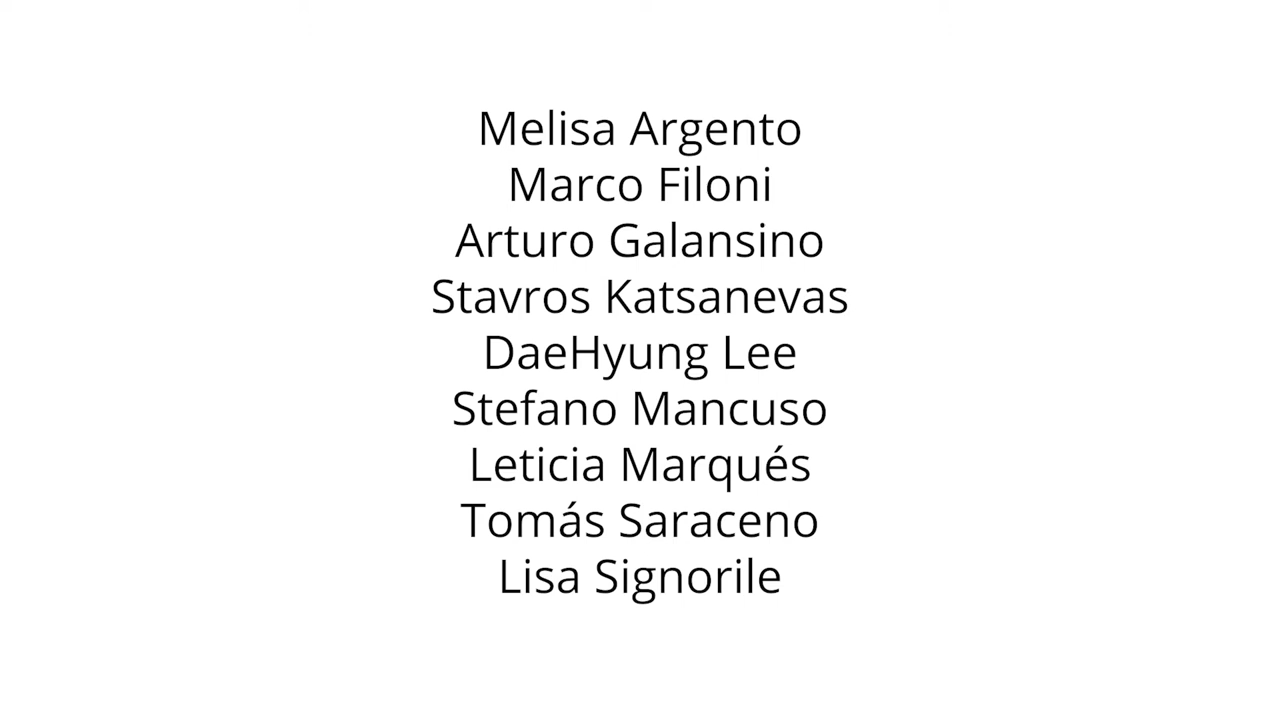 Melisa Argento
Marco Filoni
Arturo Galansino
Stavros Katsanevas
DaeHyung Lee
Stefano Mancuso
Leticia Marqués
Tomás Saraceno
Lisa Signorile